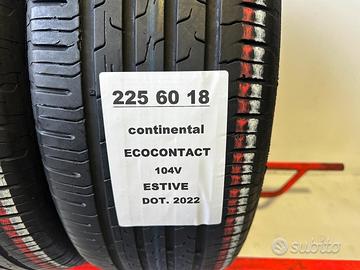 225 60 18
continental
ECOCONTACT
104V
ESTIVE
DOT. 2022
subito